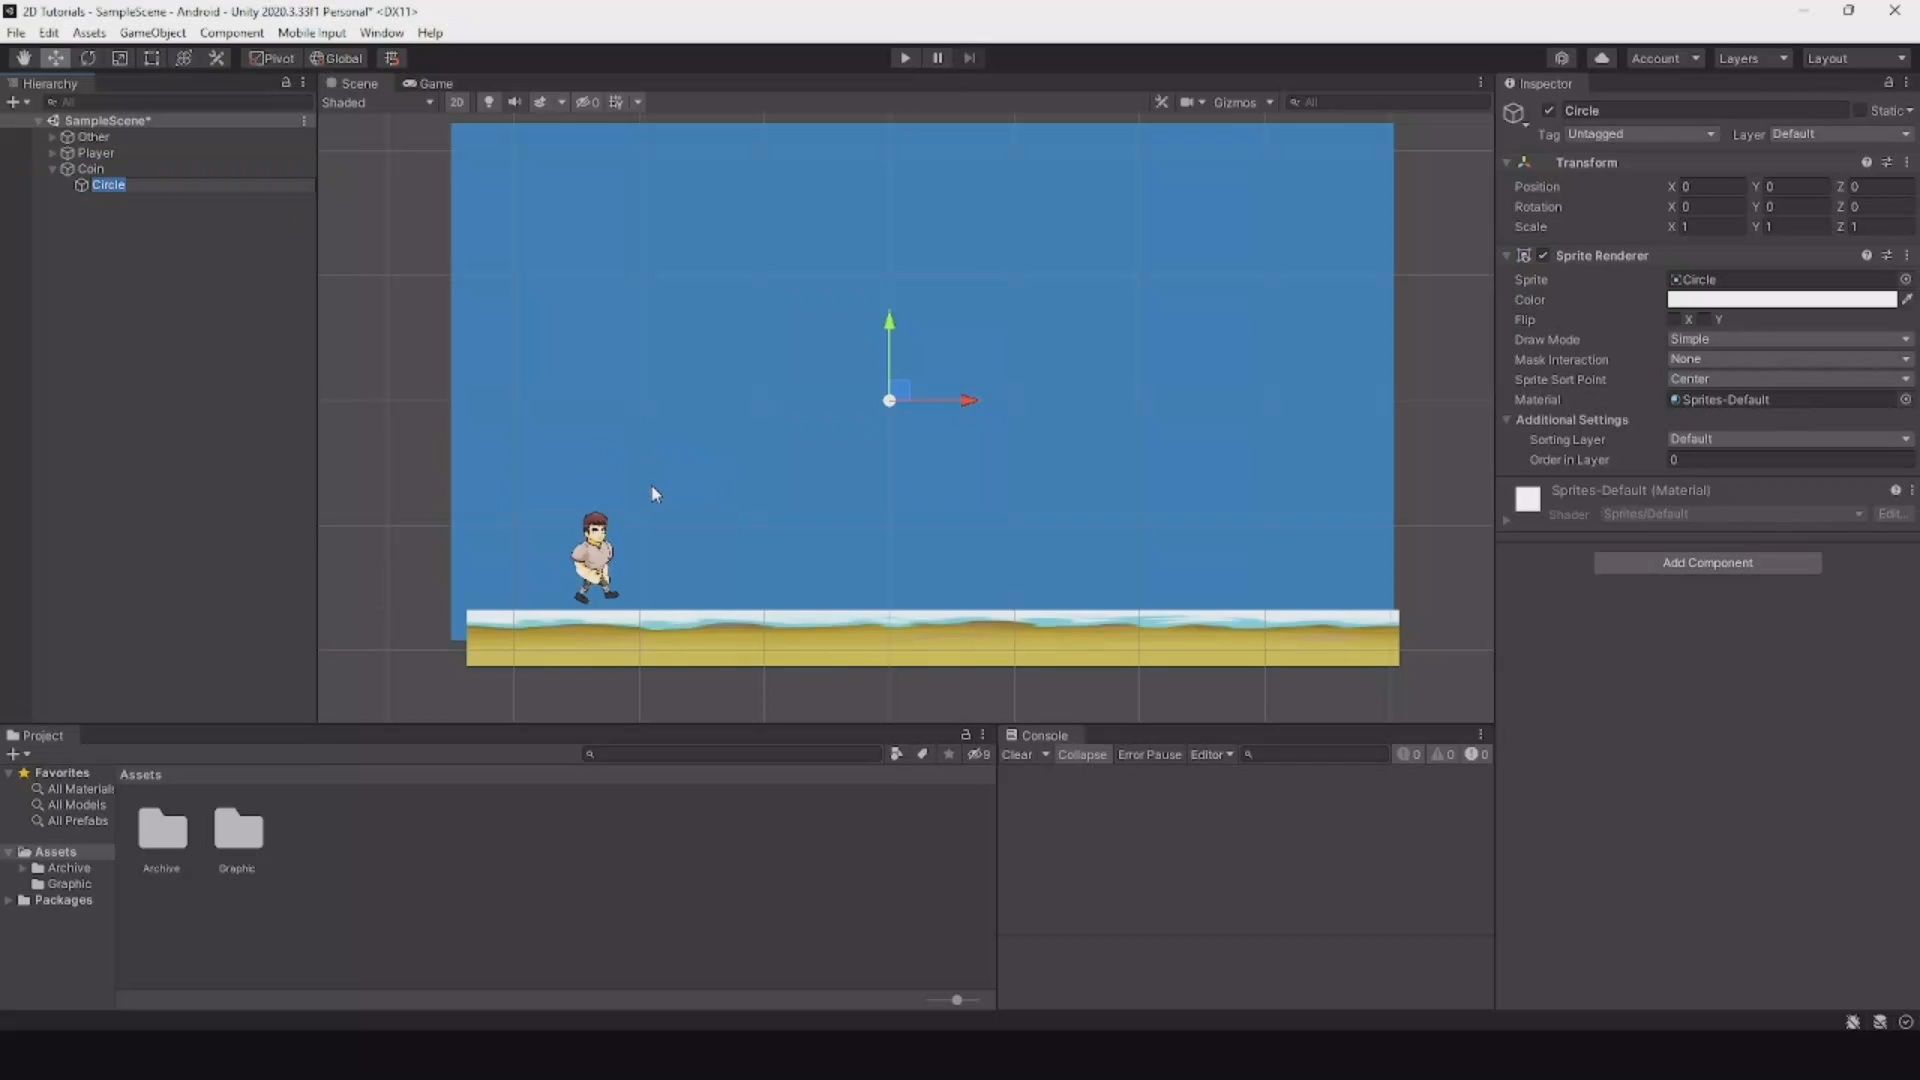 2D Tutorials - SampleScene - Android - Unity 2020.3.33f1 Personal* <DX11>
File Edit Assets GameObject Component Mobile Input Window Help
Pivot Global Account Layers Layout
Hierarchy Scene Game Inspector
All Shaded 2D 0 Gizmos All Circle Static
SampleScene*
Other
Player
Coin
Circle
Tag Untagged Layer Default
Transform
Position X 0 Y 0 Z 0
Rotation X 0 Y 0 Z 0
Scale X 1 Y 1 Z 1
Sprite Renderer
Sprite Circle
Color
Flip X Y
Draw Mode Simple
Mask Interaction None
Sprite Sort Point Center
Material Sprites-Default
Additional Settings
Sorting Layer Default
Order in Layer 0
Sprites-Default (Material)
Shader Sprites/Default Edit...
Add Component
Project Console
9 Clear Collapse Error Pause Editor 0 0 0
Favorites Assets
All Materials
All Models
All Prefabs
Assets
Archive
Graphic
Packages
Archive Graphic